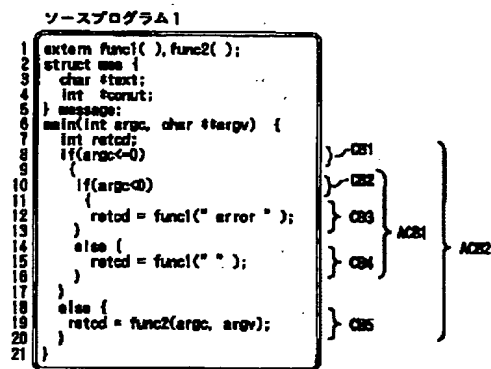 ソースプログラム1
1 extern func1( ),func2( );
2 struct mes {
3 char *text;
4 int *conut;
5 } message;
6 main(int argc, char **argv) {
7 int retcd;
8 if(argc<=0)
9 {
10 if(argc<0)
11 {
12 retcd = func1(" error " );
13 }
14 else {
15 retcd = func1(" " );
16 }
17 }
18 else {
19 retcd = func2(argc, argv);
20 }
21 }
CB1
CB2
CB3
ACB1
ACB2
CB4
CB5